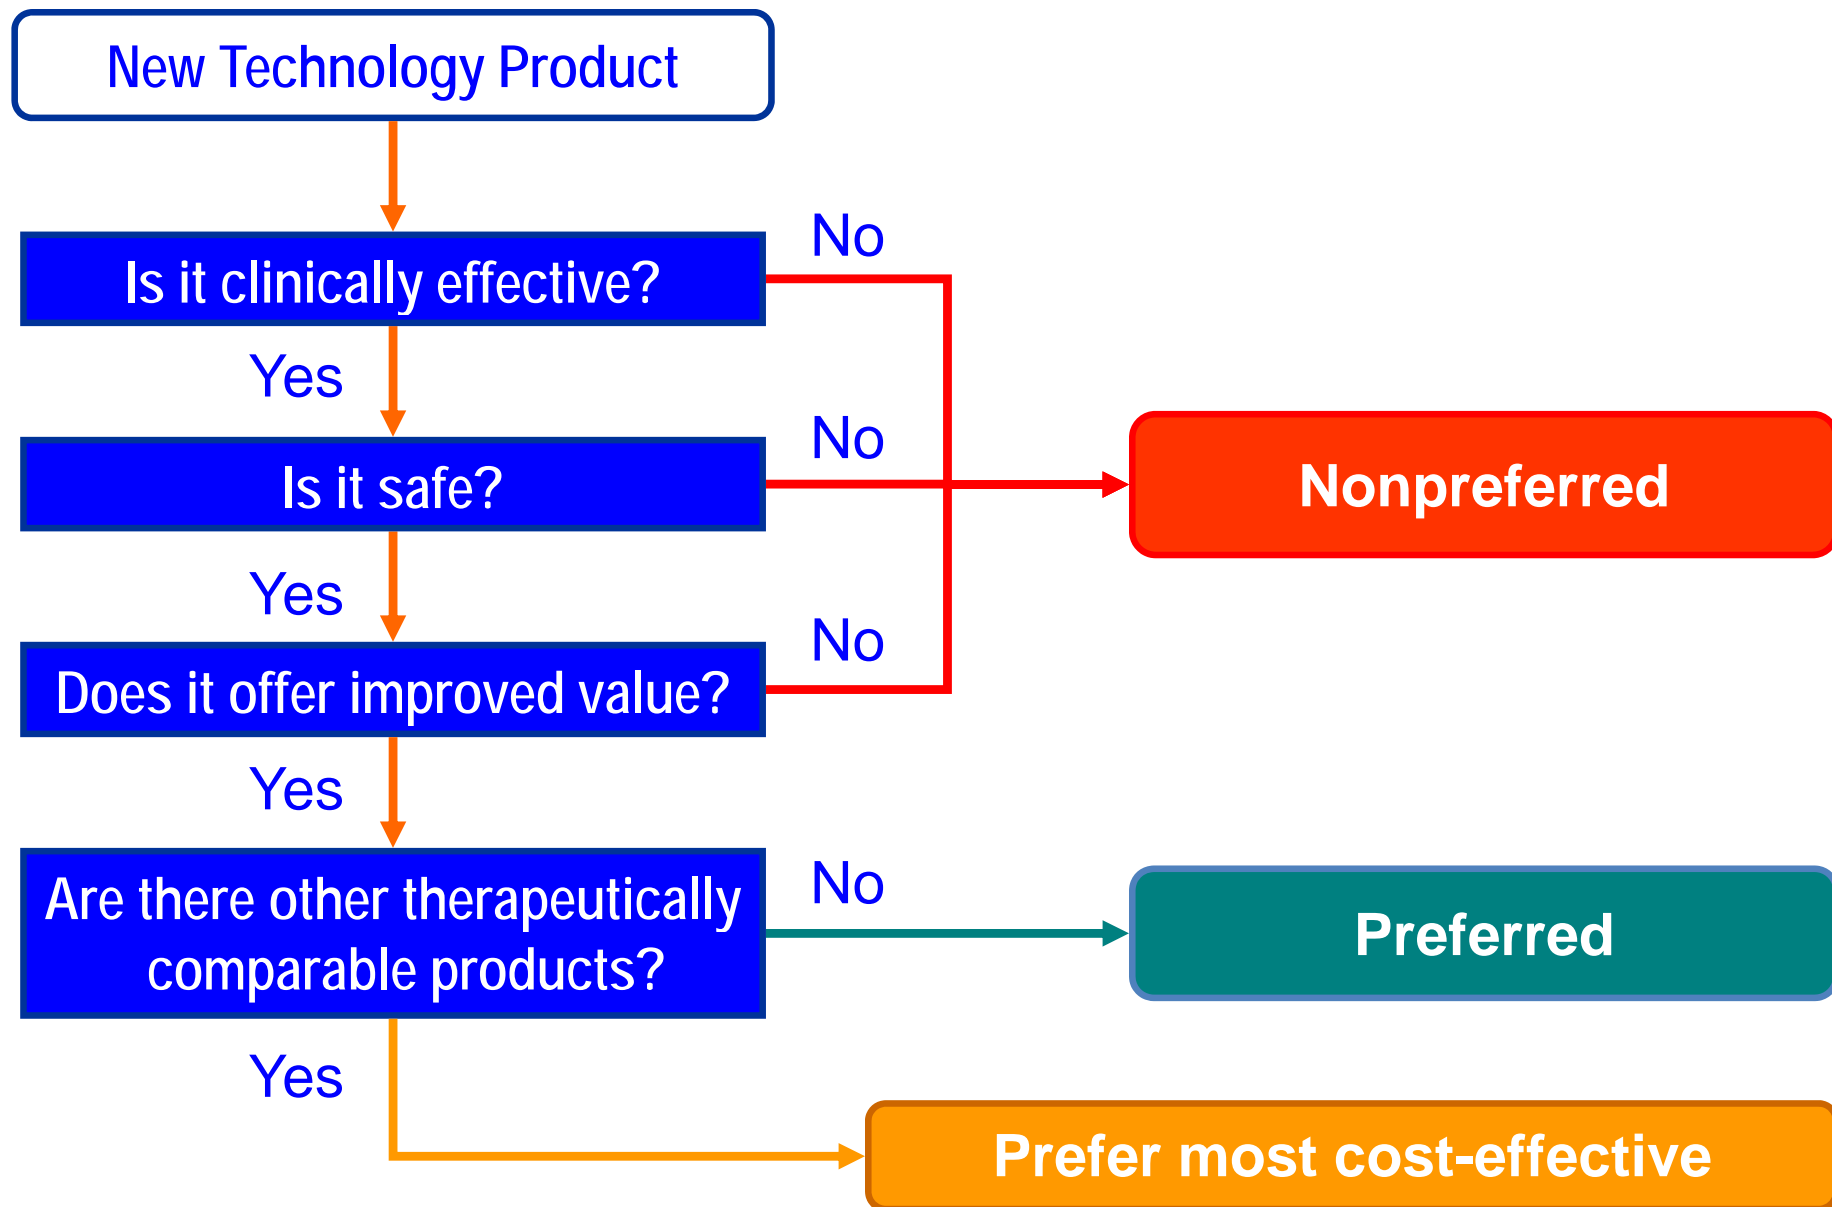 New Technology Product
No
Is it clinically effective?
Yes
No
Is it safe?
Nonpreferred
Yes
No
Does it offer improved value?
Yes
No
Are there other therapeutically
comparable products?
Preferred
Yes
Prefer most cost-effective